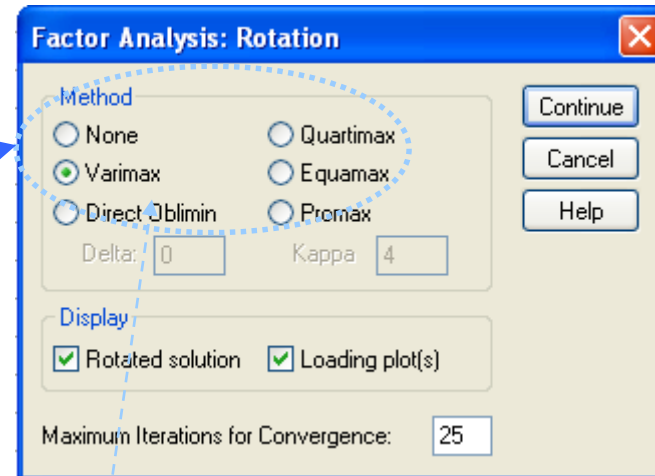 Factor Analysis: Rotation
Method
None
Quartimax
Varimax
Equamax
Direct Oblimin
Promax
Delta: 0
Kappa 4
Continue
Cancel
Help
Display
Rotated solution
Loading plot(s)
Maximum Iterations for Convergence: 25